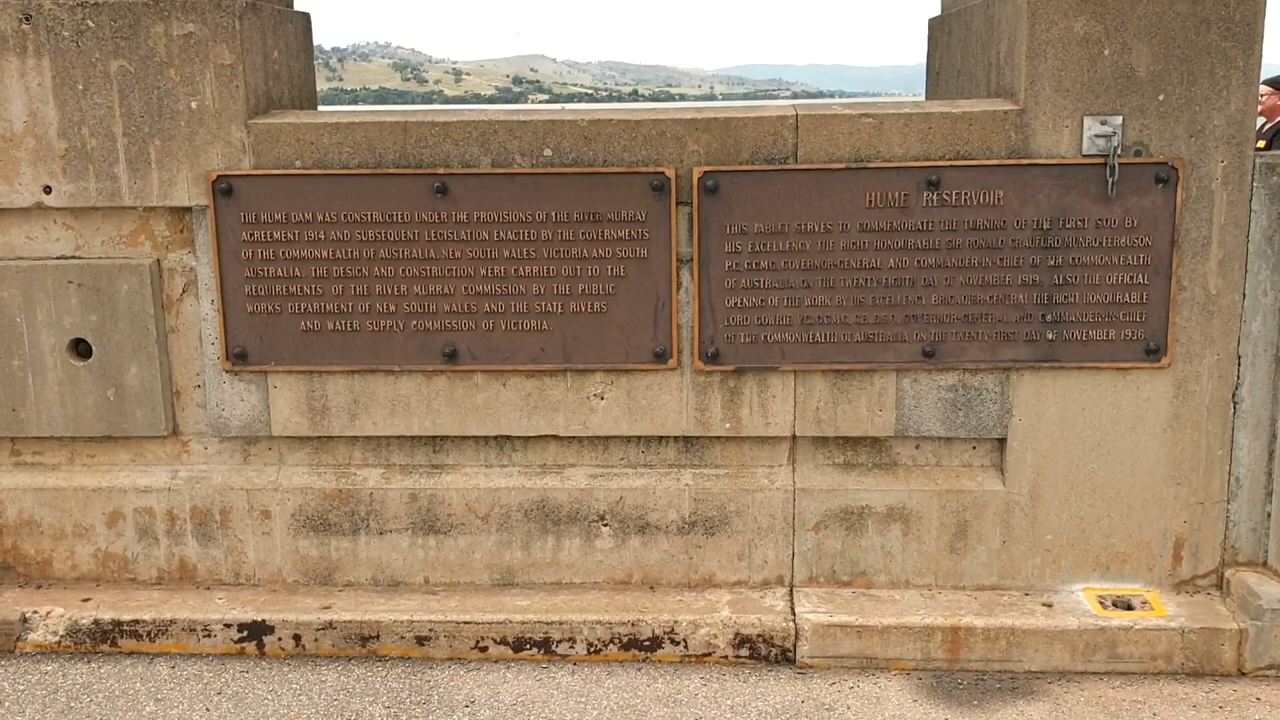 THE HUME DAM WAS CONSTRUCTED UNDER THE PROVISIONS OF THE RIVER MURRAY
AGREEMENT 1914 AND SUBSEQUENT LEGISLATION ENACTED BY THE GOVERNMENTS
OF THE COMMONWEALTH OF AUSTRALIA, NEW SOUTH WALES, VICTORIA AND SOUTH
AUSTRALIA. THE DESIGN AND CONSTRUCTION WERE CARRIED OUT TO THE
REQUIREMENTS OF THE RIVER MURRAY COMMISSION BY THE PUBLIC
WORKS DEPARTMENT OF NEW SOUTH WALES AND THE STATE RIVERS
AND WATER SUPPLY COMMISSION OF VICTORIA.
HUME RESERVOIR
THIS TABLET SERVES TO COMMEMORATE THE TURNING OF THE FIRST SOD BY
HIS EXCELLENCY THE RIGHT HONOURABLE SIR RONALD CRAUFURD MUNRO-FERGUSON
P.C., G.C.M.G., GOVERNOR-GENERAL AND COMMANDER-IN-CHIEF OF THE COMMONWEALTH
OF AUSTRALIA ON THE TWENTY-EIGHTH DAY OF NOVEMBER 1919; ALSO THE OFFICIAL
OPENING OF THE WORK BY HIS EXCELLENCY BRIGADIER-GENERAL THE RIGHT HONOURABLE
LORD GOWRIE V.C., G.C.M.G., C.B., D.S.O., GOVERNOR-GENERAL AND COMMANDER-IN-CHIEF
OF THE COMMONWEALTH OF AUSTRALIA ON THE TWENTY-FIRST DAY OF NOVEMBER 1936.